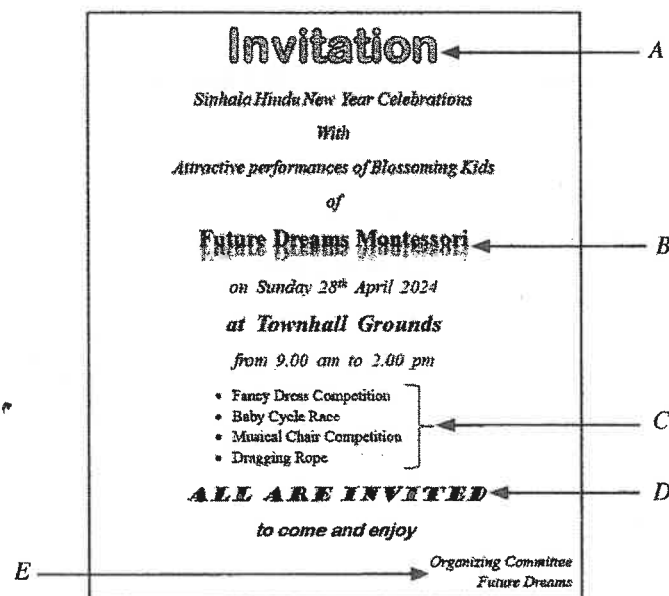 Invitation
A
Sinhala Hindu New Year Celebrations
With
Attractive performances of Blossoming Kids
of
Future Dreams Montessori
B
on Sunday 28th April 2024
at Townhall Grounds
from 9.00 am to 2.00 pm
• Fancy Dress Competition
• Baby Cycle Race
• Musical Chair Competition
• Dragging Rope
C
ALL ARE INVITED
D
to come and enjoy
Organizing Committee
E
Future Dreams